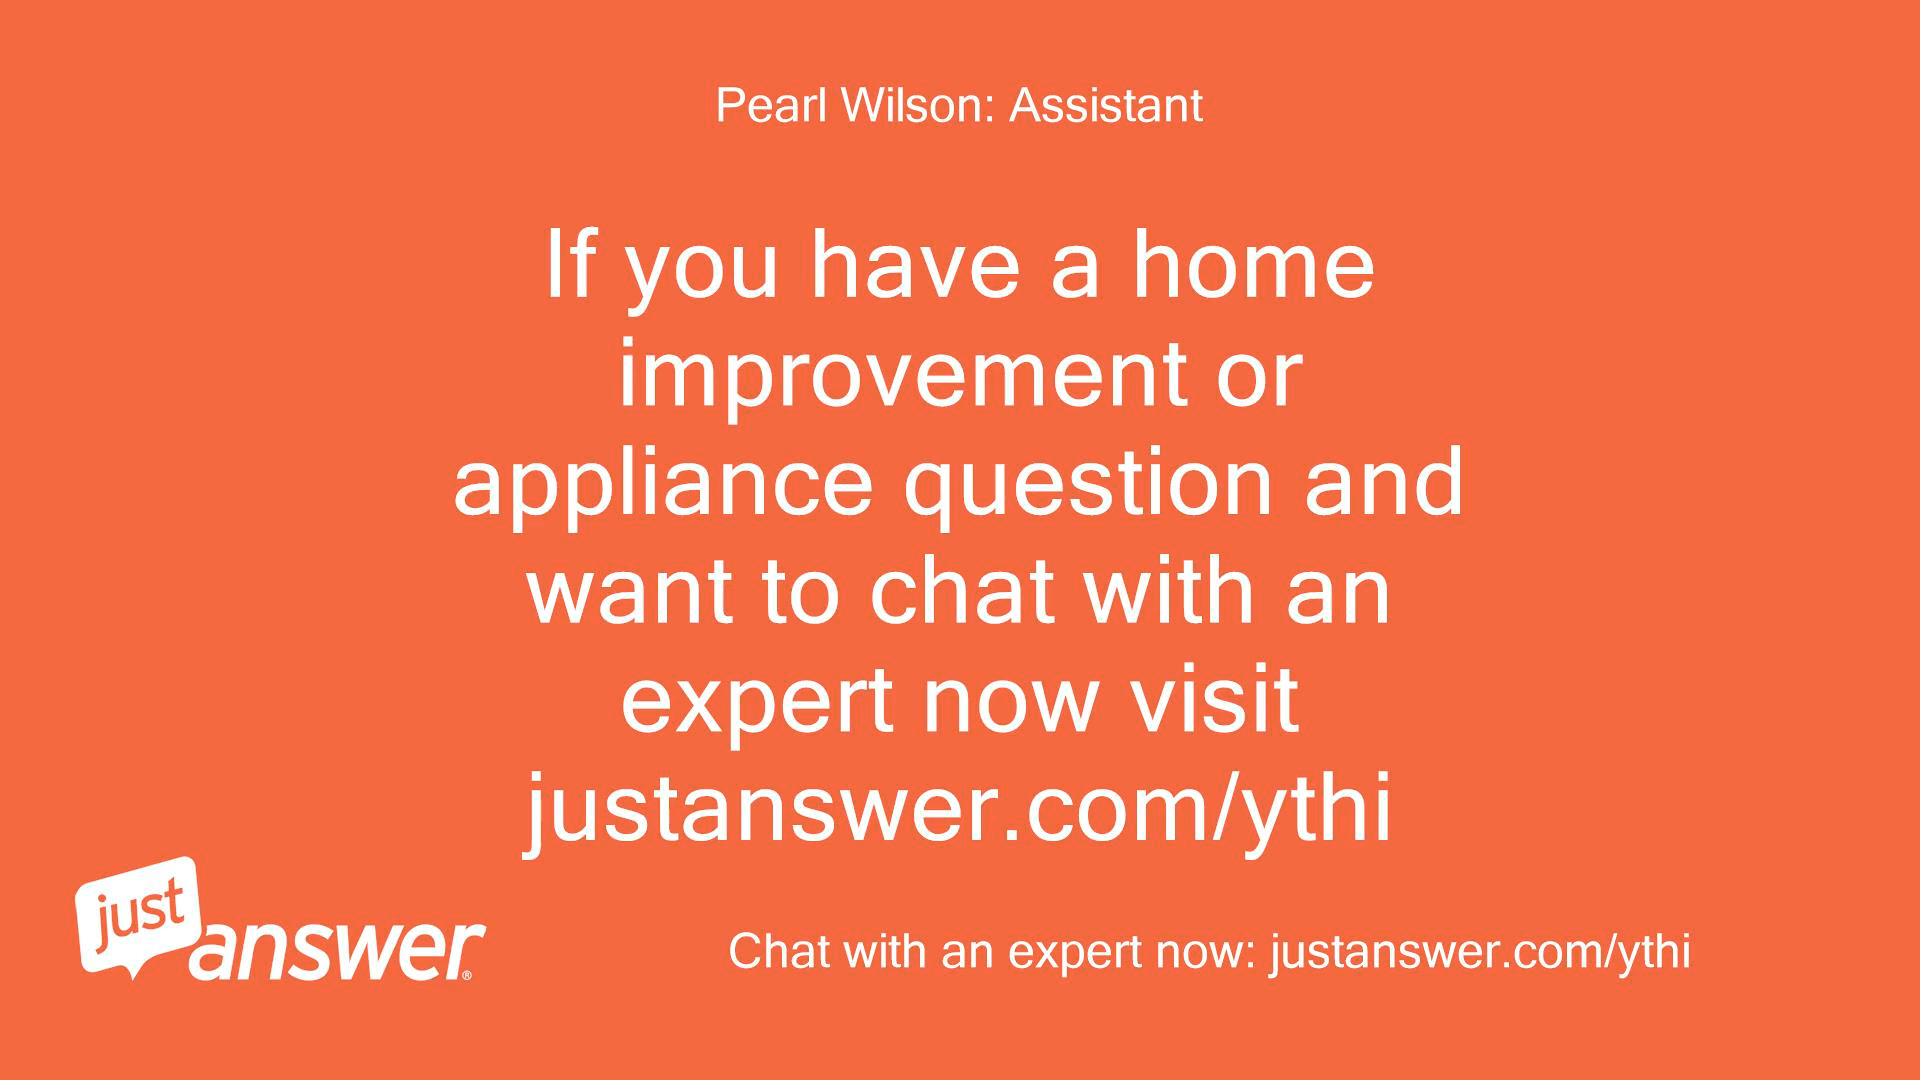 Pearl Wilson: Assistant
If you have a home
improvement or
appliance question and
want to chat with an
expert now visit
justanswer.com/ythi
just
answer®
Chat with an expert now: justanswer.com/ythi